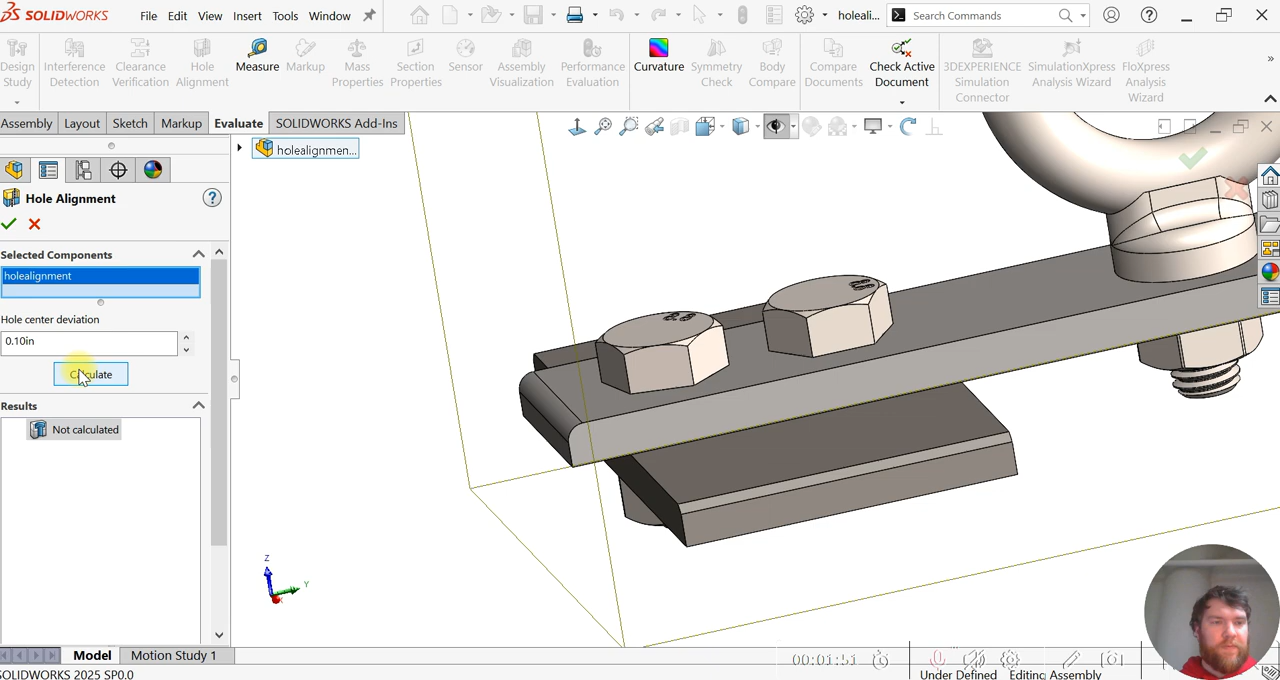 SOLIDWORKS File Edit View Insert Tools Window holeali... Search Commands
Design Study
Interference Detection
Clearance Verification
Hole Alignment
Measure
Markup
Mass Properties
Section Properties
Sensor
Assembly Visualization
Performance Evaluation
Curvature
Symmetry Check
Body Compare
Compare Documents
Check Active Document
3DEXPERIENCE Simulation Connector
SimulationXpress Analysis Wizard
FloXpress Analysis Wizard
Assembly Layout Sketch Markup Evaluate SOLIDWORKS Add-Ins
holealignmen...
Hole Alignment
Selected Components
holealignment
Hole center deviation
0.10in
Calculate
Results
Not calculated
Z
Y
Model Motion Study 1
00:01:51
SOLIDWORKS 2025 SP0.0
Under Defined Editing Assembly